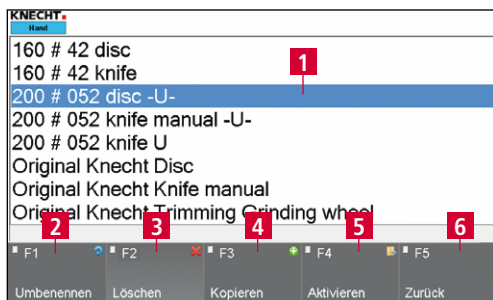 KNECHT
Hand
160 # 42 disc
160 # 42 knife
1
200 # 052 disc -U-
200 # 052 knife manual -U-
200 # 052 knife U
Original Knecht Disc
Original Knecht Knife manual
Original Knecht Trimming Grinding wheel
2 3 4 5 6
F1 F2 F3 F4 F5
Umbenennen Löschen Kopieren Aktivieren Zurück